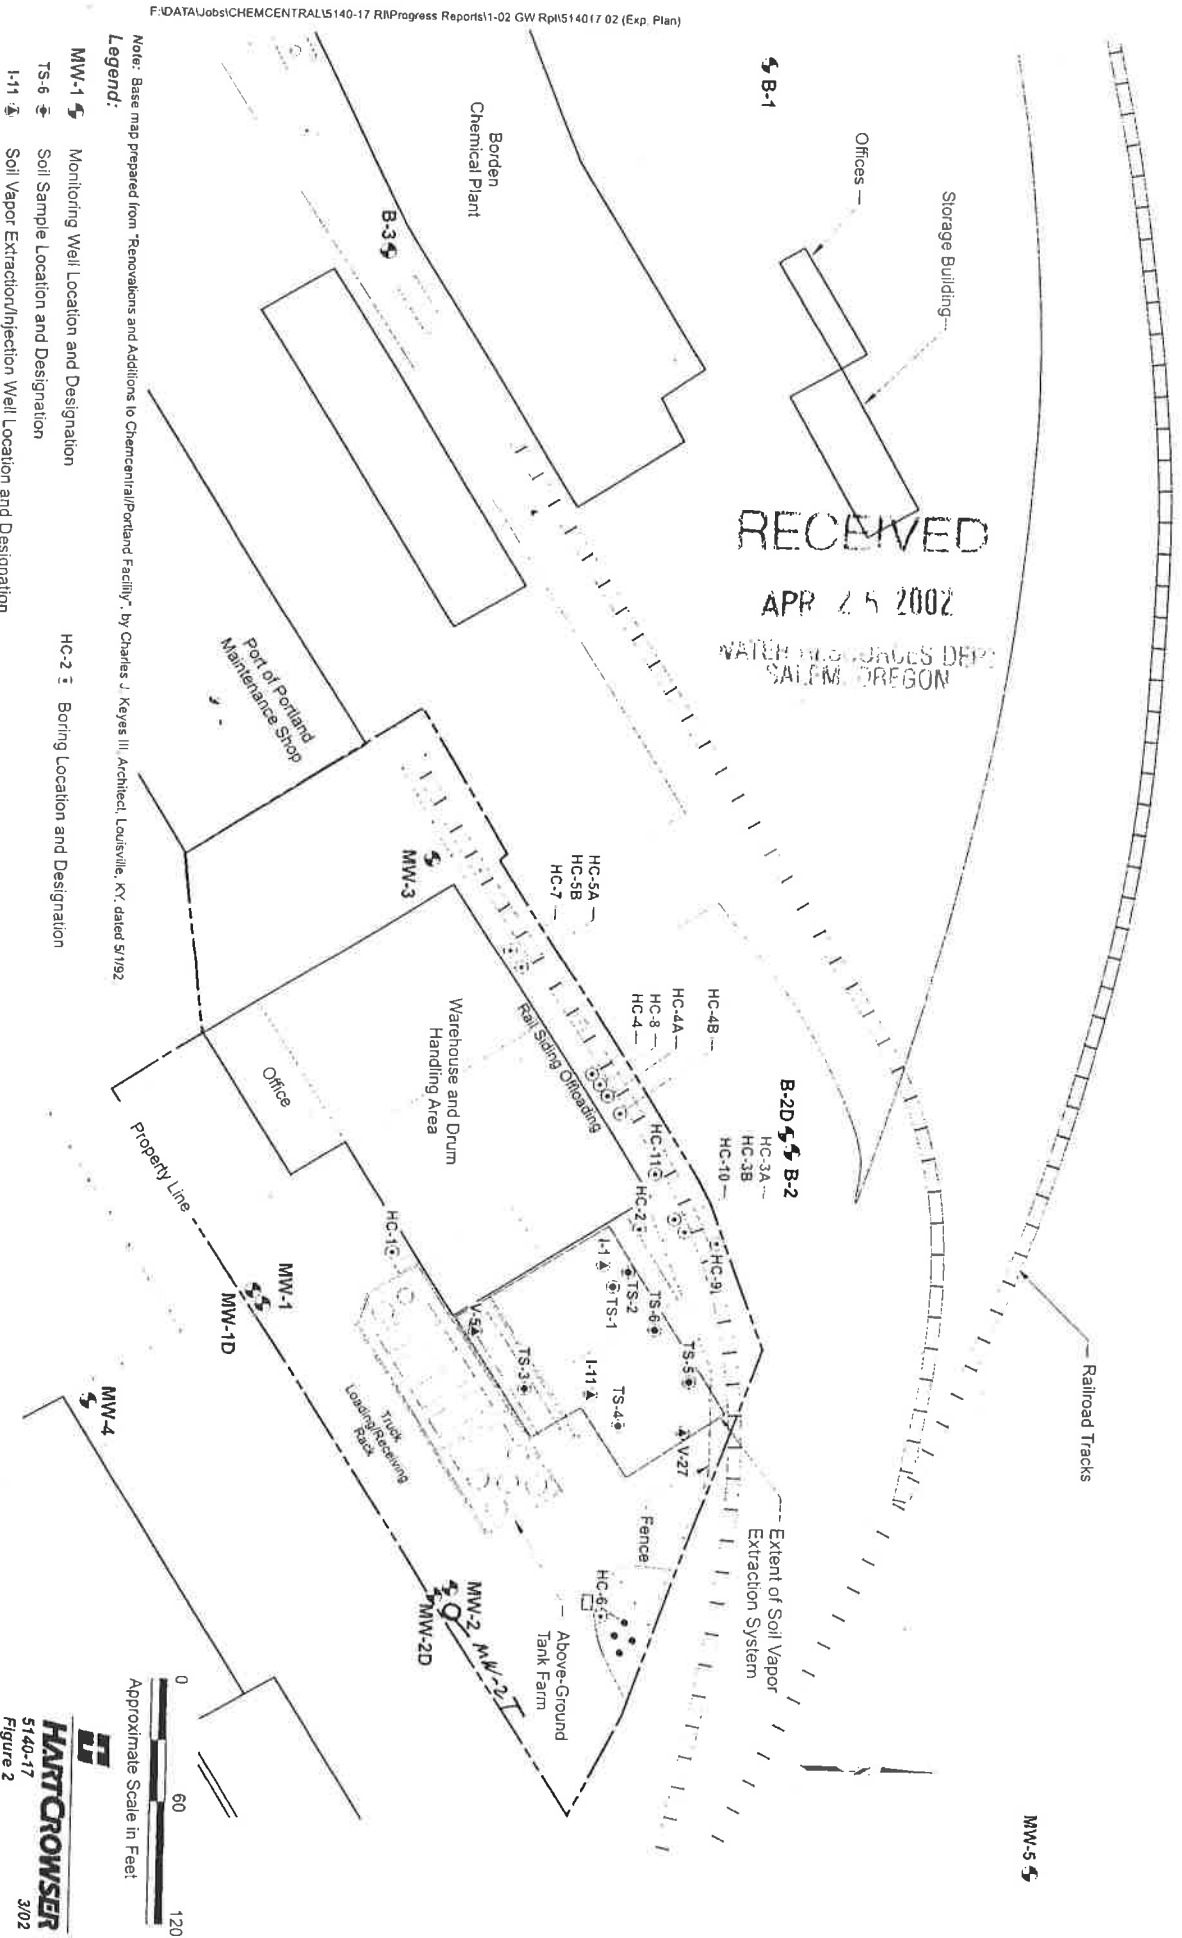 F:\DATA\Jobs\CHEMCENTRAL\5140-17 RI\Progress Reports\1-02 GW Rpt\514017 02 (Exp. Plan)
B-1
Offices
Storage Building
Borden
Chemical Plant
B-3
RECEIVED
APR 25 2002
WATER RESOURCES DEPT
SALEM, OREGON
Railroad Tracks
MW-5
Port of Portland
Maintenance Shop
MW-3
HC-5A
HC-5B
HC-7
HC-4B
HC-4A
HC-8
HC-4
B-2D
B-2
HC-3A
HC-3B
HC-10
Rail Siding Offloading
HC-11
HC-2
HC-9
Warehouse and Drum
Handling Area
Office
Property Line
HC-1
I-1
TS-2
TS-1
TS-6
TS-5
V-5
TS-3
I-11
TS-4
V-27
Extent of Soil Vapor
Extraction System
Fence
HC-6
Truck
Loading/Receiving
Rack
Above-Ground
Tank Farm
MW-1
MW-1D
MW-4
MW-2
MW-2T
MW-2D
Note: Base map prepared from "Renovations and Additions to Chemcentral/Portland Facility", by Charles J. Keyes III, Architect, Louisville, KY, dated 5/1/92
Legend:
MW-1 Monitoring Well Location and Designation
TS-6 Soil Sample Location and Designation
I-11 Soil Vapor Extraction/Injection Well Location and Designation
HC-2 Boring Location and Designation
0 60 120
Approximate Scale in Feet
HARTCROWSER
5140-17 3/02
Figure 2